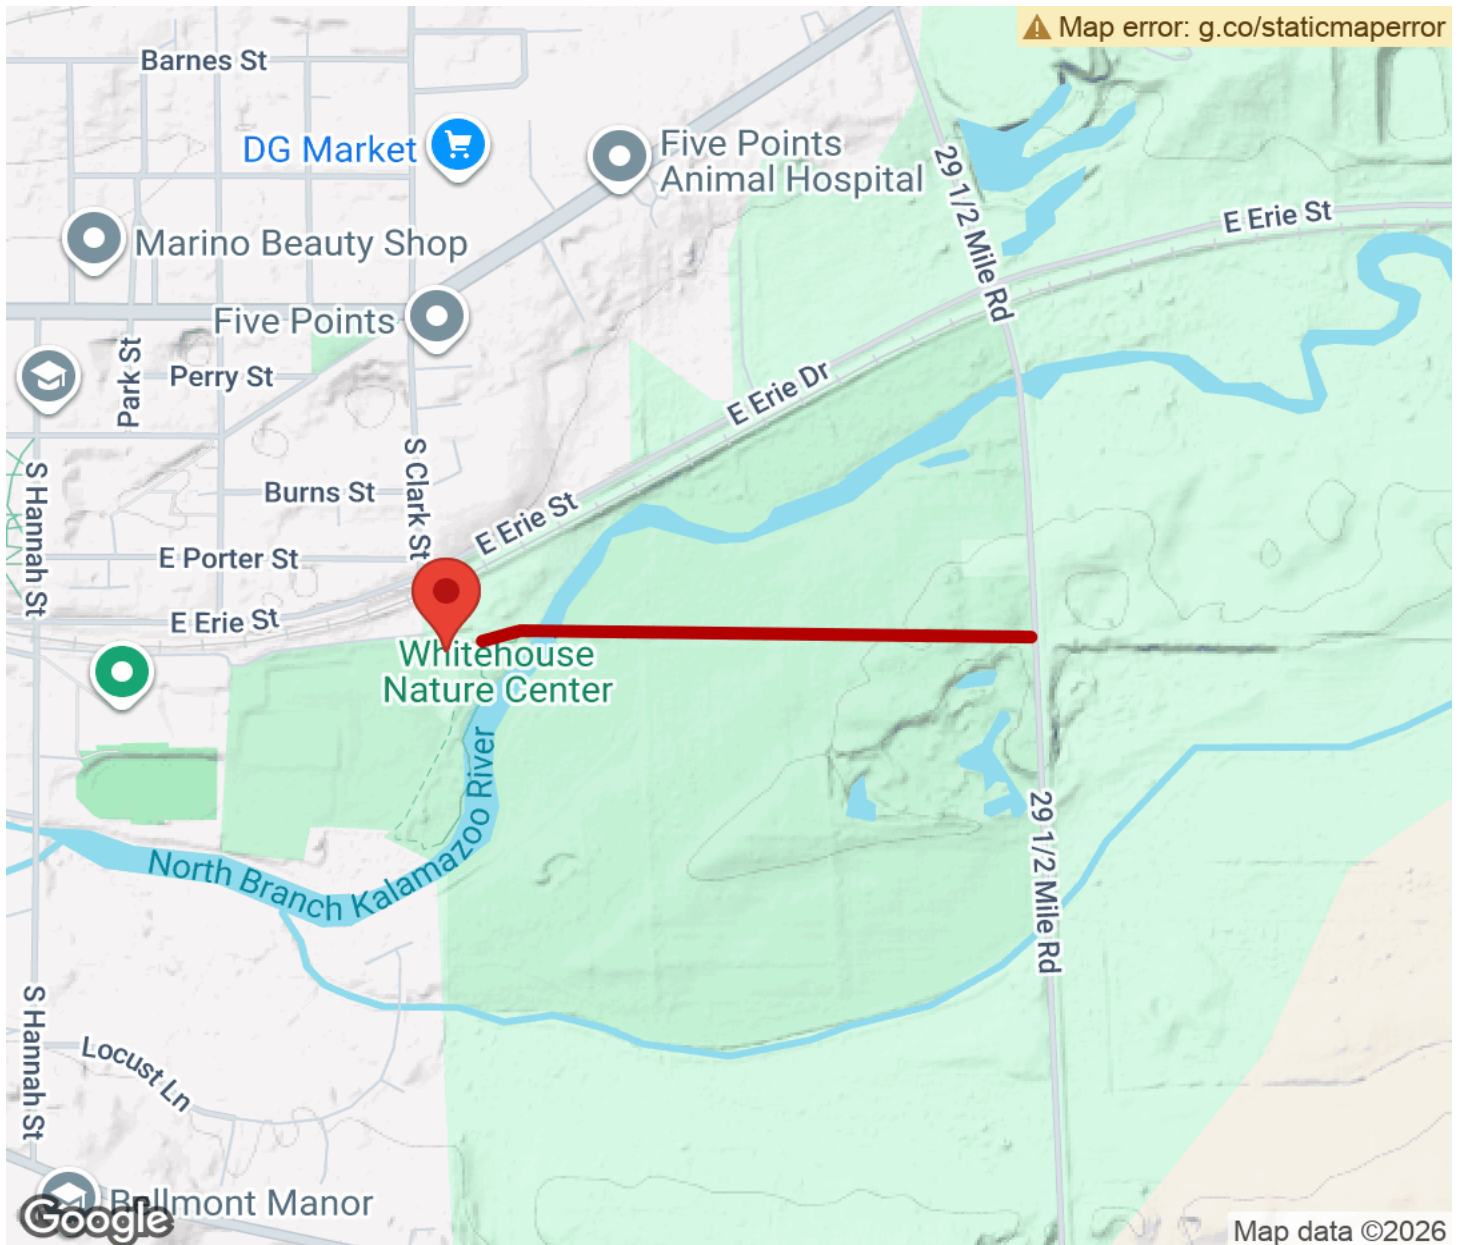 Map error: g.co/staticmaperror
Barnes St
DG Market
Five Points
Animal Hospital
29 1/2 Mile Rd
E Erie St
Marino Beauty Shop
Five Points
Park St
Perry St
E Erie Dr
S Clark St
S Hannah St
Burns St
E Erie St
E Porter St
E Erie St
Whitehouse
Nature Center
North Branch Kalamazoo River
29 1/2 Mile Rd
S Hannah St
Locust Ln
Bellmont Manor
Google
Map data ©2026